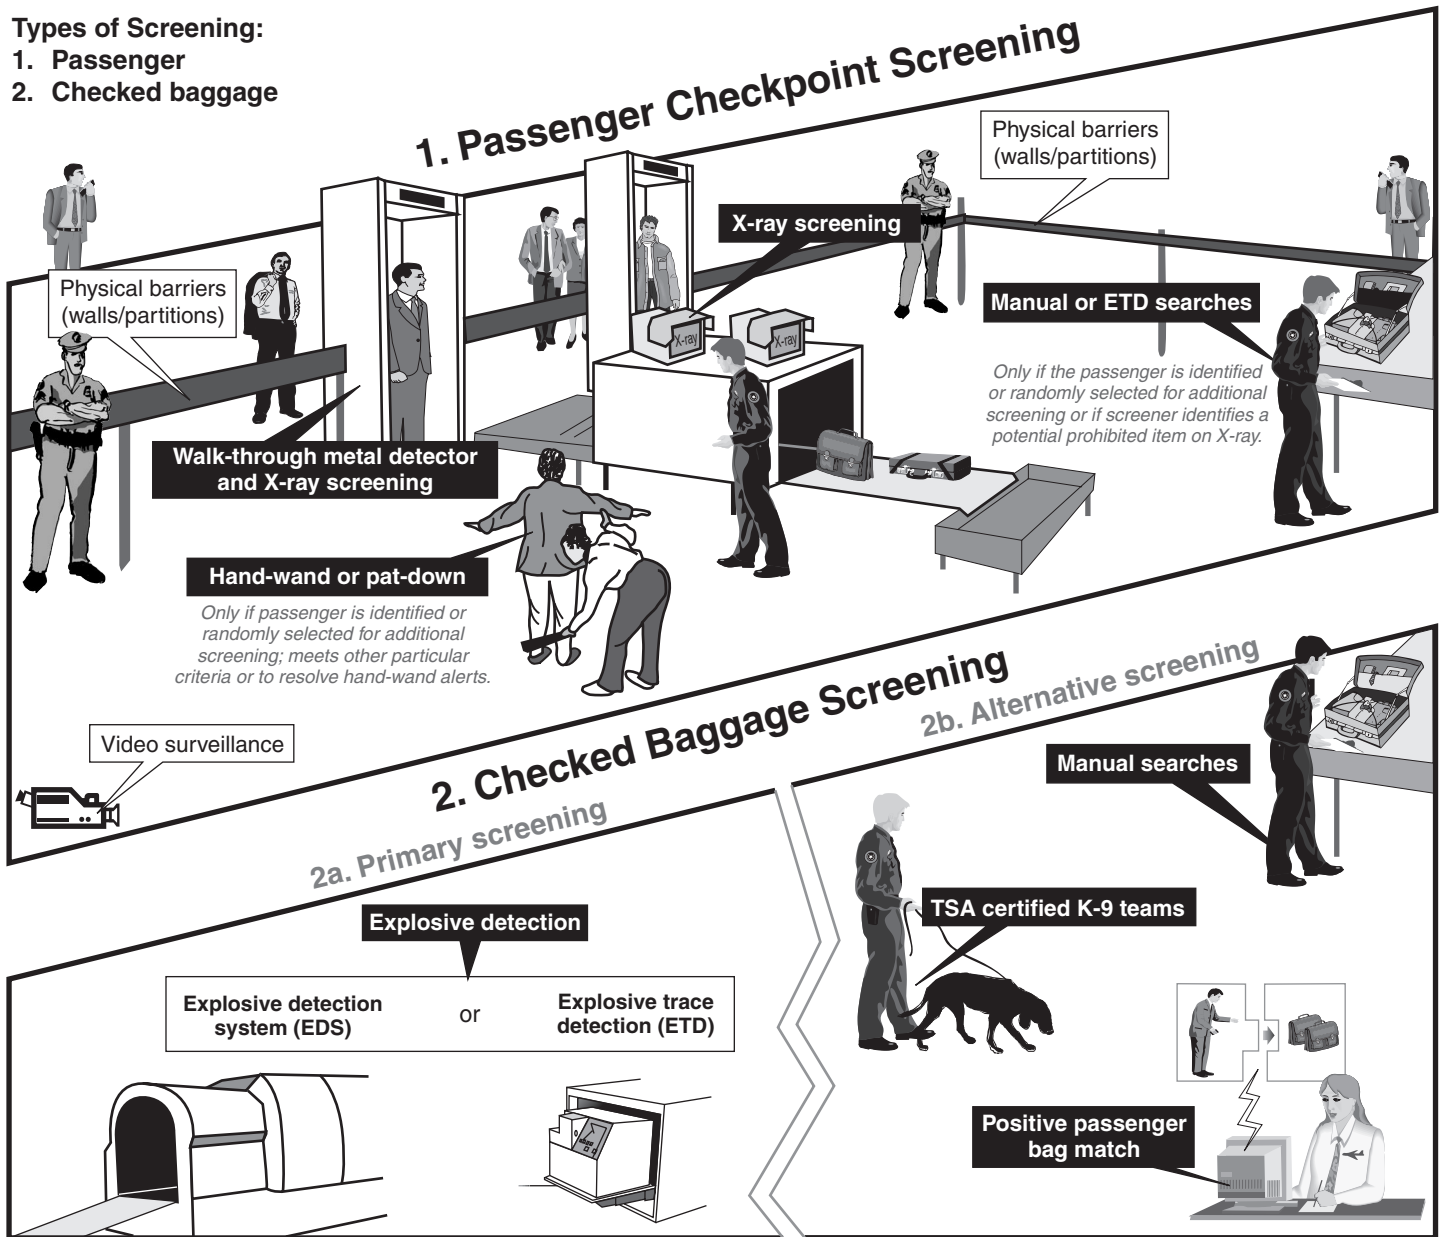 Types of Screening:
1. Passenger
2. Checked baggage
1. Passenger Checkpoint Screening
Physical barriers
(walls/partitions)
X-ray screening
Physical barriers
(walls/partitions)
Manual or ETD searches
X-ray
X-ray
Only if the passenger is identified
or randomly selected for additional
screening or if screener identifies a
potential prohibited item on X-ray.
Walk-through metal detector
and X-ray screening
Hand-wand or pat-down
Only if passenger is identified or
randomly selected for additional
screening; meets other particular
criteria or to resolve hand-wand alerts.
Video surveillance
2. Checked Baggage Screening
2a. Primary screening
2b. Alternative screening
Manual searches
Explosive detection
TSA certified K-9 teams
Explosive detection
system (EDS)
or
Explosive trace
detection (ETD)
Positive passenger
bag match